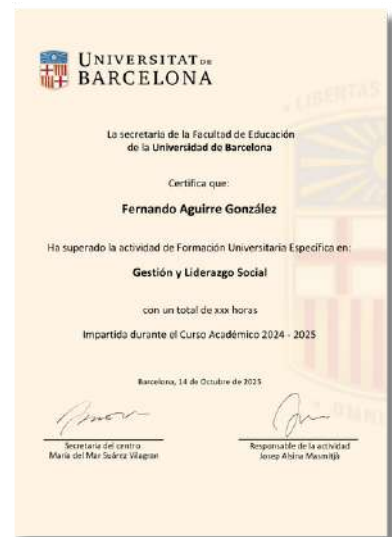 UNIVERSITAT DE
BARCELONA
LIBERTAS
La secretaria de la Facultad de Educación
de la Universidad de Barcelona
Certifica que:
Fernando Aguirre González
Ha superado la actividad de Formación Universitaria Específica en:
Gestión y Liderazgo Social
con un total de xxx horas
Impartida durante el Curso Académico 2024 - 2025
Barcelona, 14 de Octubre de 2025
Secretaria del centro
María del Mar Suárez Vilagran
Responsable de la actividad
Josep Alsina Masmitjà